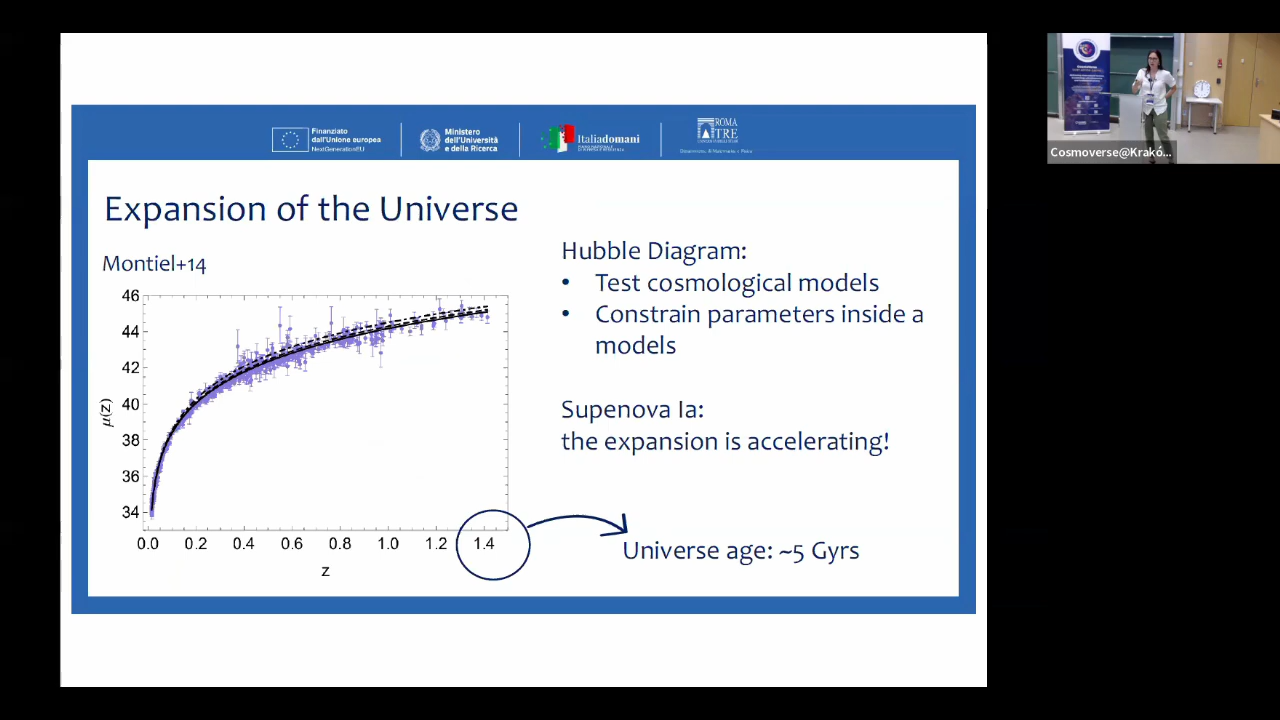 Finanziato
dall'Unione europea
NextGenerationEU
Ministero
dell'Università
e della Ricerca
Italiadomani
ROMA
TRE
Expansion of the Universe
Montiel+14
46
44
42
40
38
36
34
μ(z)
0.0 0.2 0.4 0.6 0.8 1.0 1.2 1.4
z
Hubble Diagram:
• Test cosmological models
• Constrain parameters inside a
models
Supenova Ia:
the expansion is accelerating!
Universe age: ~5 Gyrs
Cosmoverse@Krakó...